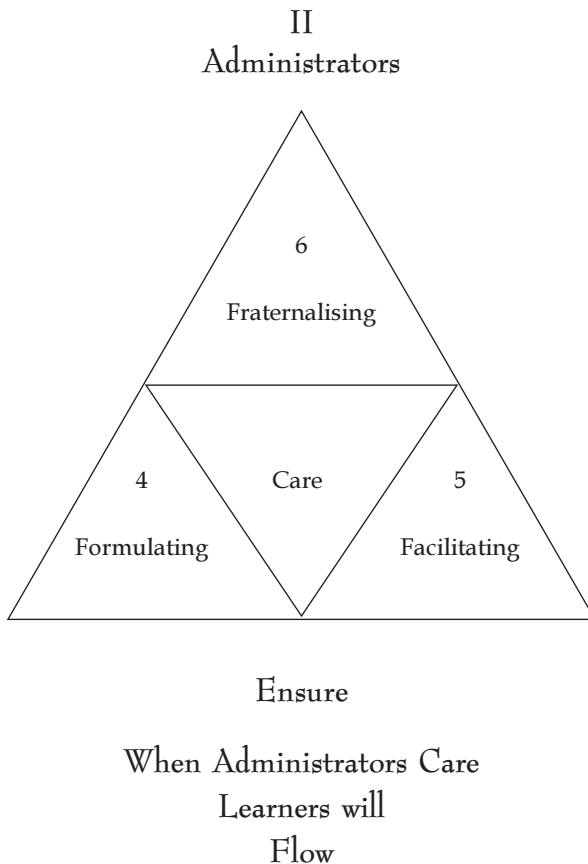 II
Administrators
6
Fraternalising
4
Care
5
Formulating
Facilitating
Ensure
When Administrators Care
Learners will
Flow